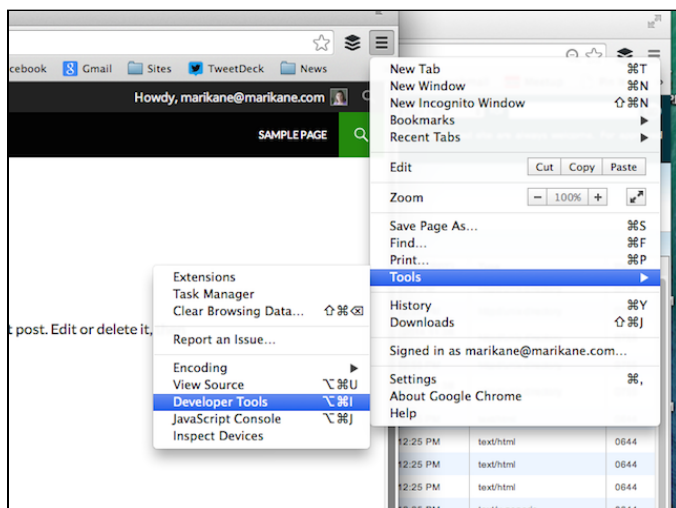 cebook Gmail Sites TweetDeck News
Howdy, marikane@marikane.com
SAMPLE PAGE
t post. Edit or delete it,
New Tab ⌘T
New Window ⌘N
New Incognito Window ⇧⌘N
Bookmarks ▶
Recent Tabs ▶
Edit Cut Copy Paste
Zoom − 100% +
Save Page As... ⌘S
Find... ⌘F
Print... ⌘P
Tools ▶
History ⌘Y
Downloads ⇧⌘J
Signed in as marikane@marikane.com...
Settings ⌘,
About Google Chrome
Help
Extensions
Task Manager
Clear Browsing Data... ⇧⌘⌫
Report an Issue...
Encoding ▶
View Source ⌥⌘U
Developer Tools ⌥⌘I
JavaScript Console ⌥⌘J
Inspect Devices
12:25 PM text/html 0644
12:25 PM text/html 0644
12:25 PM text/html 0644